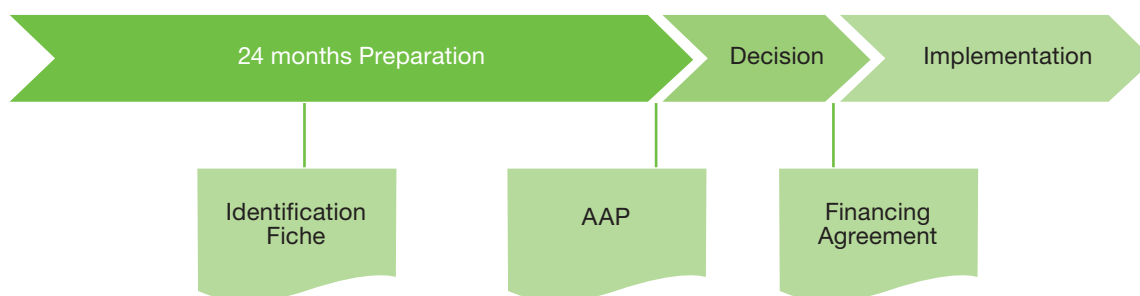 24 months Preparation
Decision
Implementation
Identification
Fiche
AAP
Financing
Agreement